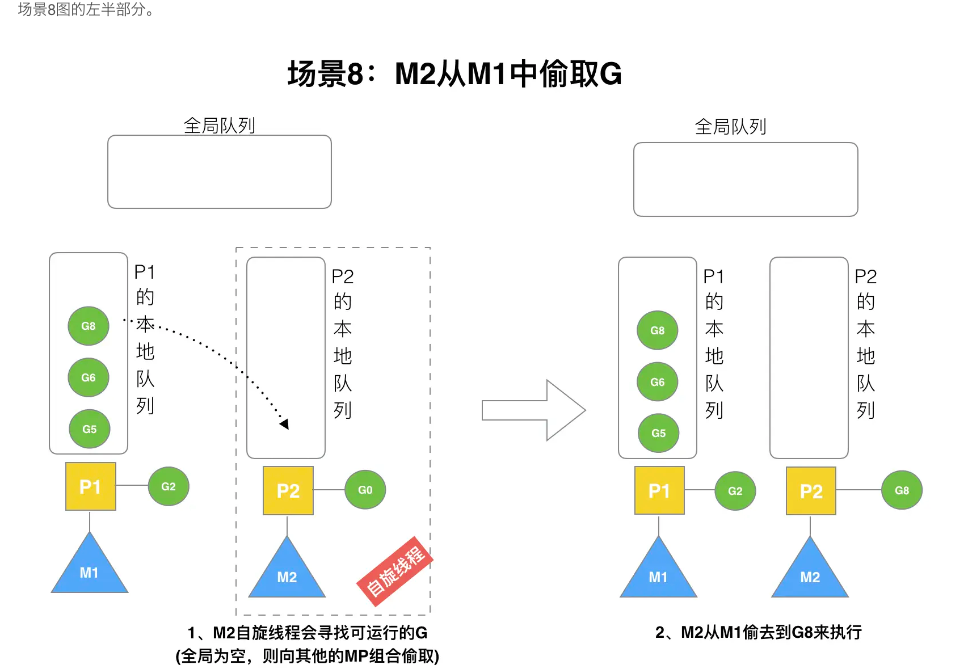 场景8图的左半部分。
场景8：M2从M1中偷取G
全局队列
全局队列
P1的本地队列
G8
G6
G5
P1
G2
M1
P2的本地队列
P2
G0
M2
自旋线程
1、M2自旋线程会寻找可运行的G
(全局为空，则向其他的MP组合偷取)
P1的本地队列
G8
G6
G5
P1
G2
M1
P2的本地队列
P2
G8
M2
2、M2从M1偷去到G8来执行